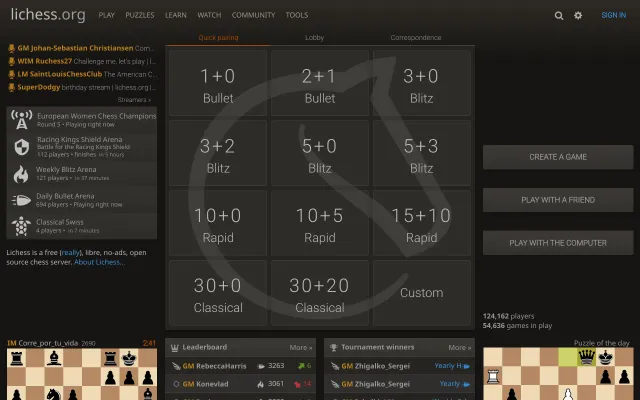 lichess.org PLAY PUZZLES LEARN WATCH COMMUNITY TOOLS SIGN IN
GM Johan-Sebastian Christiansen Com...
WIM Ruchess27 Challenge me, let's play | l...
LM SaintLouisChessClub The American C...
SuperDodgy birthday stream | lichess.org |...
Streamers »
European Women Chess Champions
Round 5 • Playing right now
Racing Kings Shield Arena
Battle for the Racing Kings Shield
112 players • finishes in 5 hours
Weekly Blitz Arena
121 players • in 37 minutes
Daily Bullet Arena
694 players • Playing right now
Classical Swiss
4 players • in 7 minutes
Lichess is a free (really), libre, no-ads, open
source chess server. About Lichess...
Quick pairing Lobby Correspondence
1+0
Bullet
2+1
Bullet
3+0
Blitz
3+2
Blitz
5+0
Blitz
5+3
Blitz
10+0
Rapid
10+5
Rapid
15+10
Rapid
30+0
Classical
30+20
Classical
Custom
CREATE A GAME
PLAY WITH A FRIEND
PLAY WITH THE COMPUTER
124,162 players
54,636 games in play
IM Corre_por_tu_vida 2690 2:41
Leaderboard More »
GM RebeccaHarris 3263 6
GM Konevlad 3061 14
Tournament winners More »
GM Zhigalko_Sergei Yearly H
GM Zhigalko_Sergei Yearly
Puzzle of the day